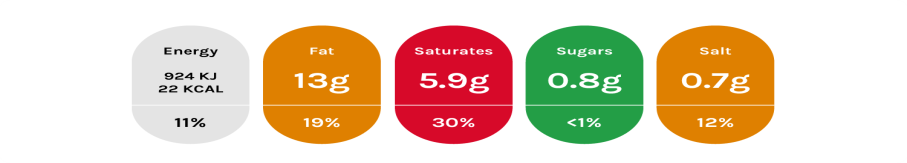 Energy
924 KJ
22 KCAL
11%
Fat
13g
19%
Saturates
5.9g
30%
Sugars
0.8g
<1%
Salt
0.7g
12%